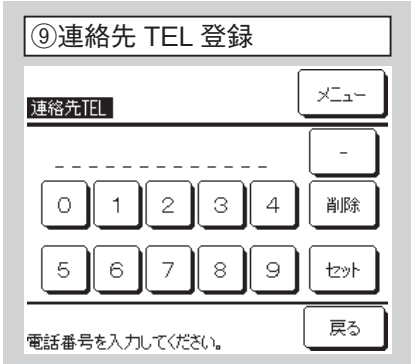 ⑨連絡先 TEL 登録
メニュー
連絡先TEL
-
_ _ _ _ _ _ _ _ _ _ _ _ _
0 1 2 3 4 削除
5 6 7 8 9 セット
戻る
電話番号を入力してください。